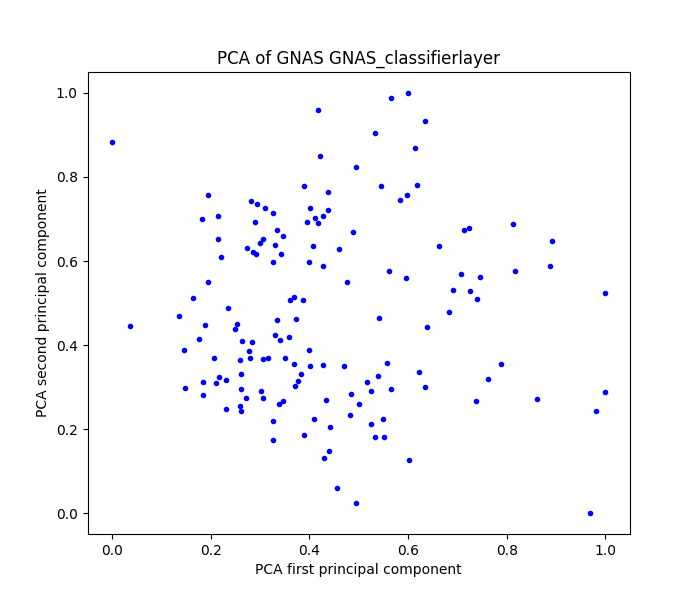 PCA of GNAS GNAS_classifierlayer
PCA second principal component
1.0
0.8
0.6
0.4
0.2
0.0
0.0 0.2 0.4 0.6 0.8 1.0
PCA first principal component